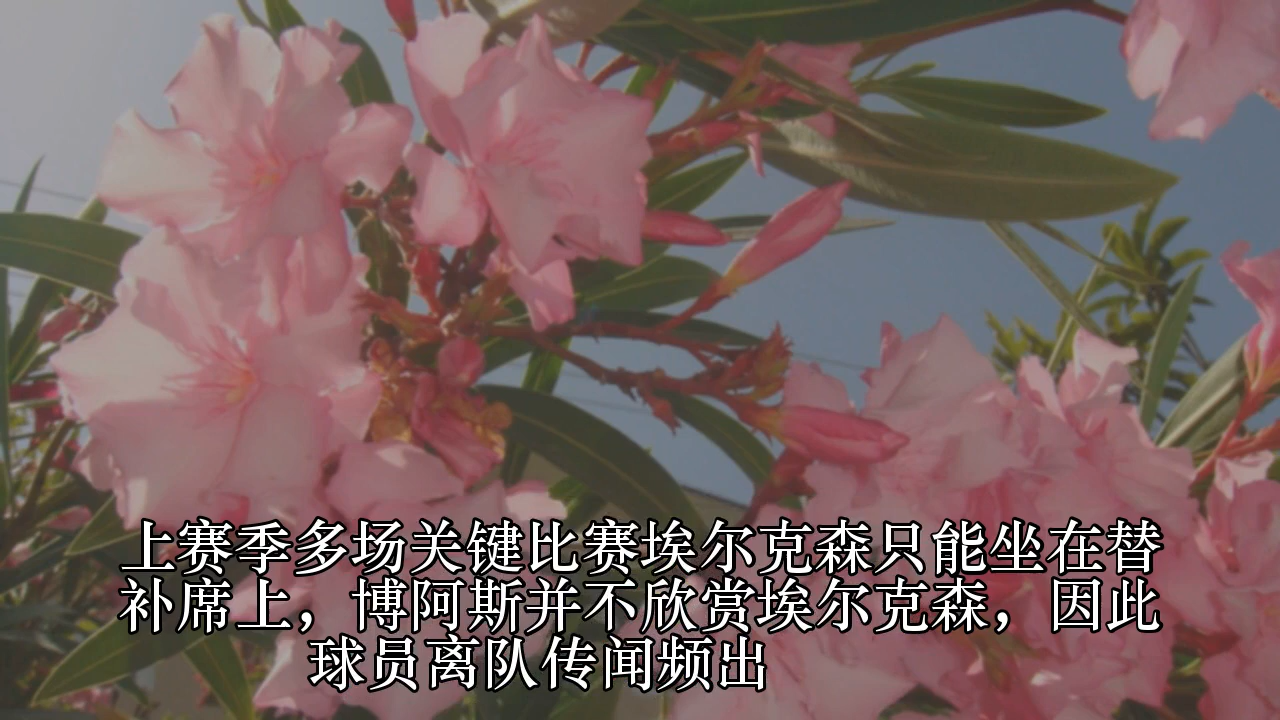 上赛季多场关键比赛埃尔克森只能坐在替
补席上，博阿斯并不欣赏埃尔克森，因此
球员离队传闻频出